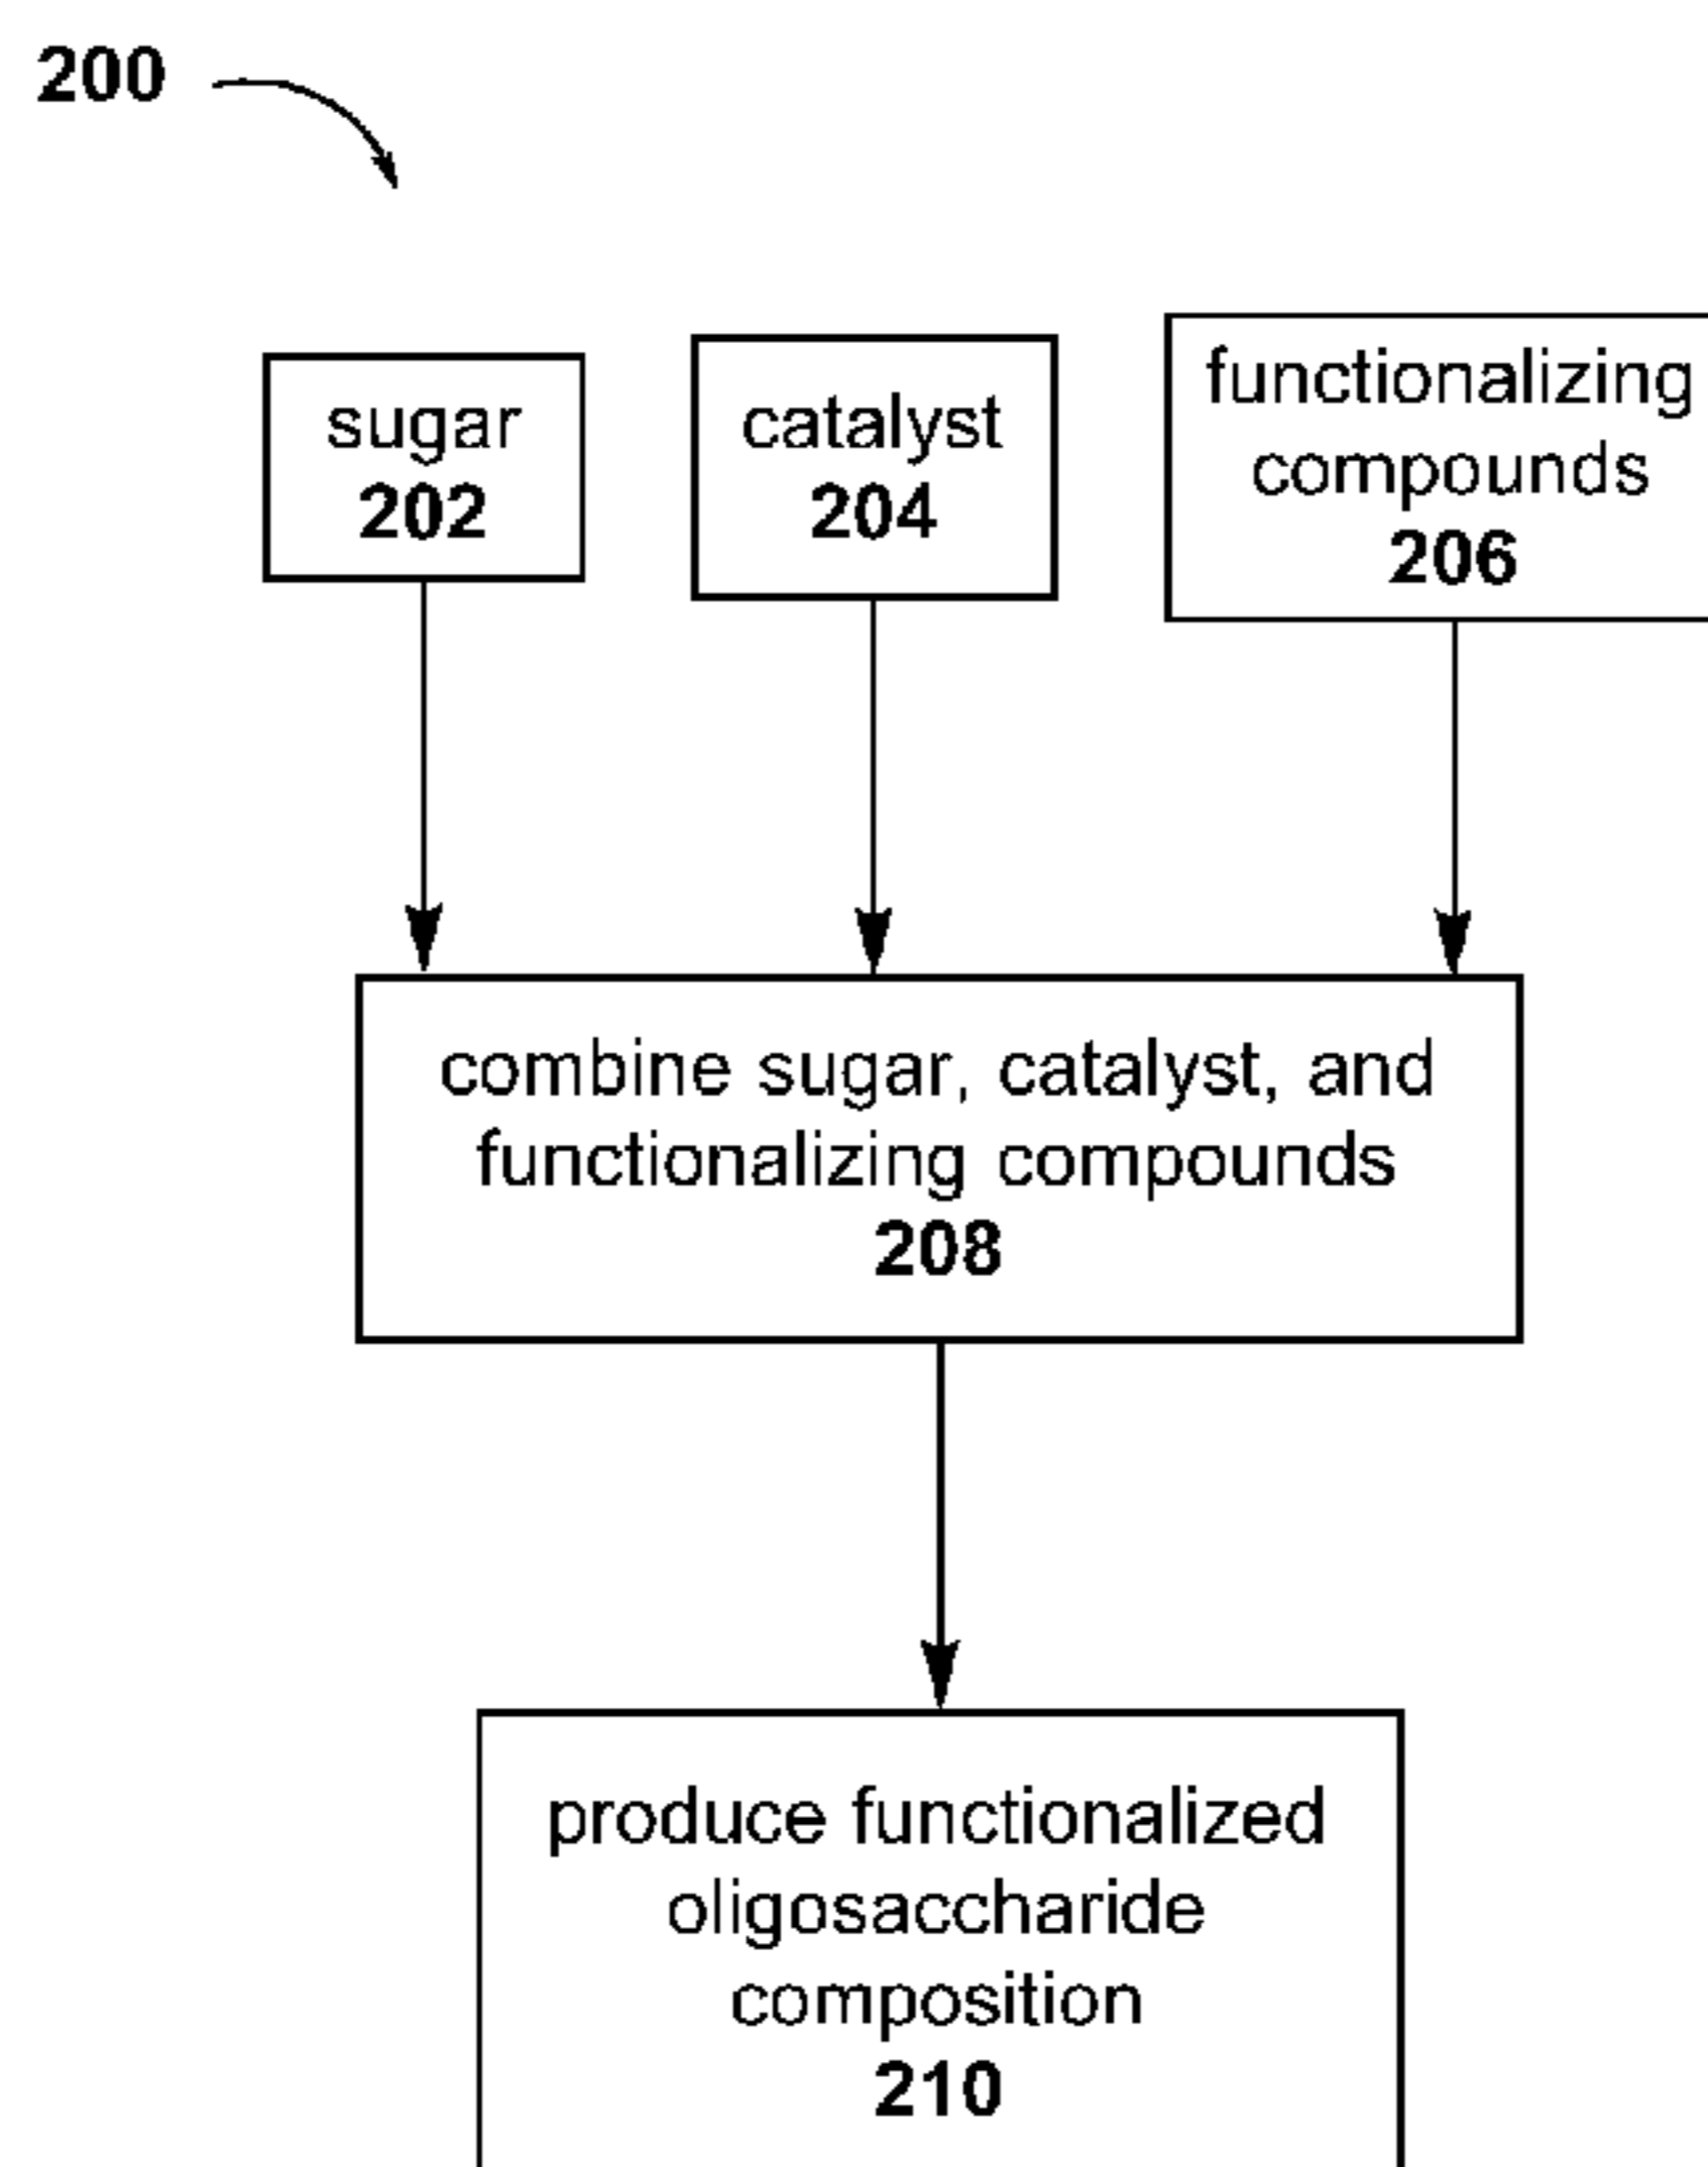 200
sugar
202
catalyst
204
functionalizing
compounds
206
combine sugar, catalyst, and
functionalizing compounds
208
produce functionalized
oligosaccharide
composition
210